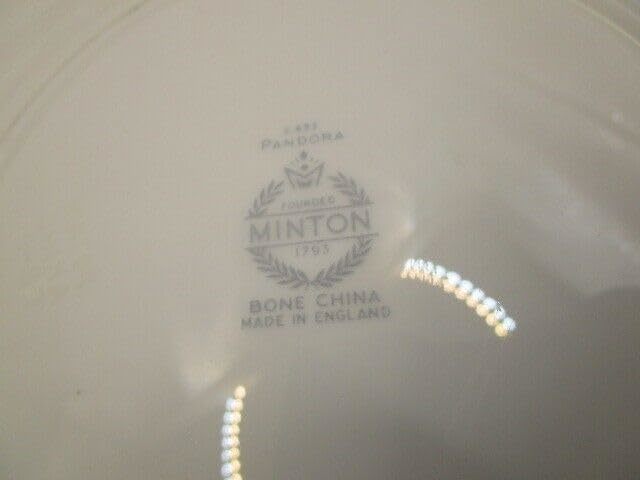 PANDORA
FOUNDED
MINTON
1793
BONE CHINA
MADE IN ENGLAND